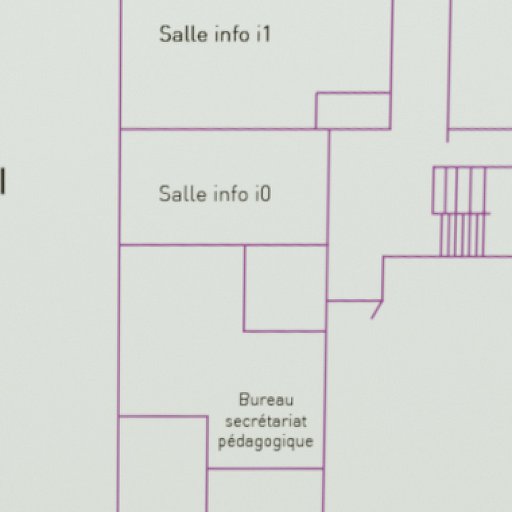 Salle info i1
Salle info i0
Bureau
secrétariat
pédagogique